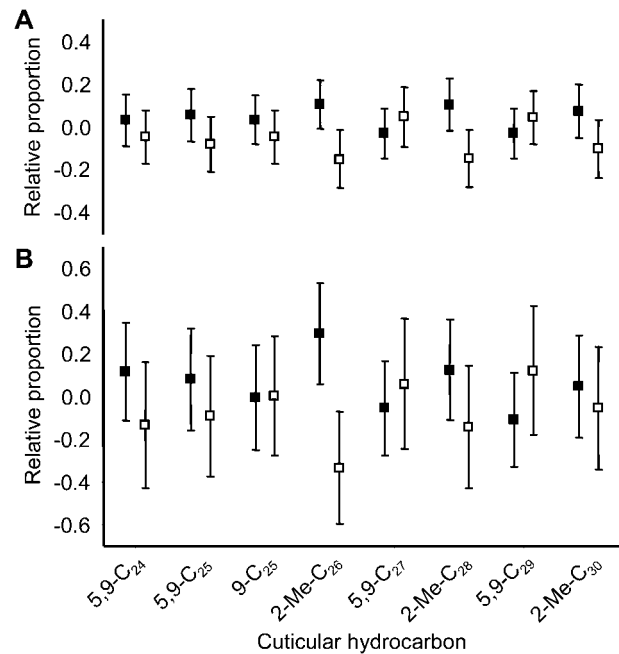 A
Relative proportion
0.4
0.2
0.0
-0.2
-0.4
B
Relative proportion
0.6
0.4
0.2
0.0
-0.2
-0.4
-0.6
5,9-C₂₄
5,9-C₂₅
9-C₂₅
2-Me-C₂₆
5,9-C₂₇
2-Me-C₂₈
5,9-C₂₉
2-Me-C₃₀
Cuticular hydrocarbon